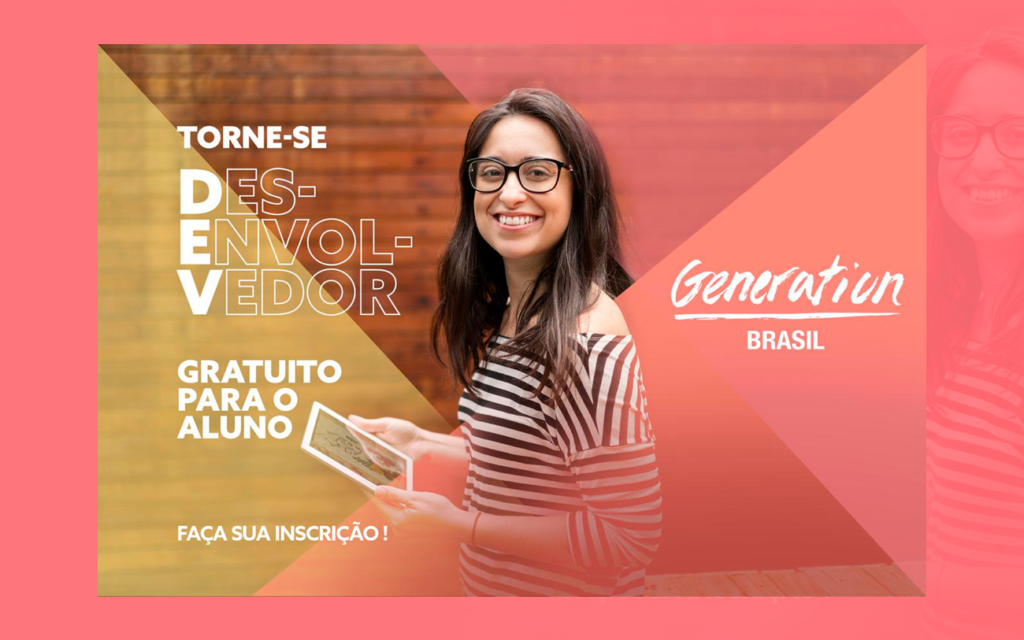 TORNE-SE
DES-
ENVOL-
VEDOR
GRATUITO
PARA O
ALUNO
FAÇA SUA INSCRIÇÃO !
Generation
BRASIL